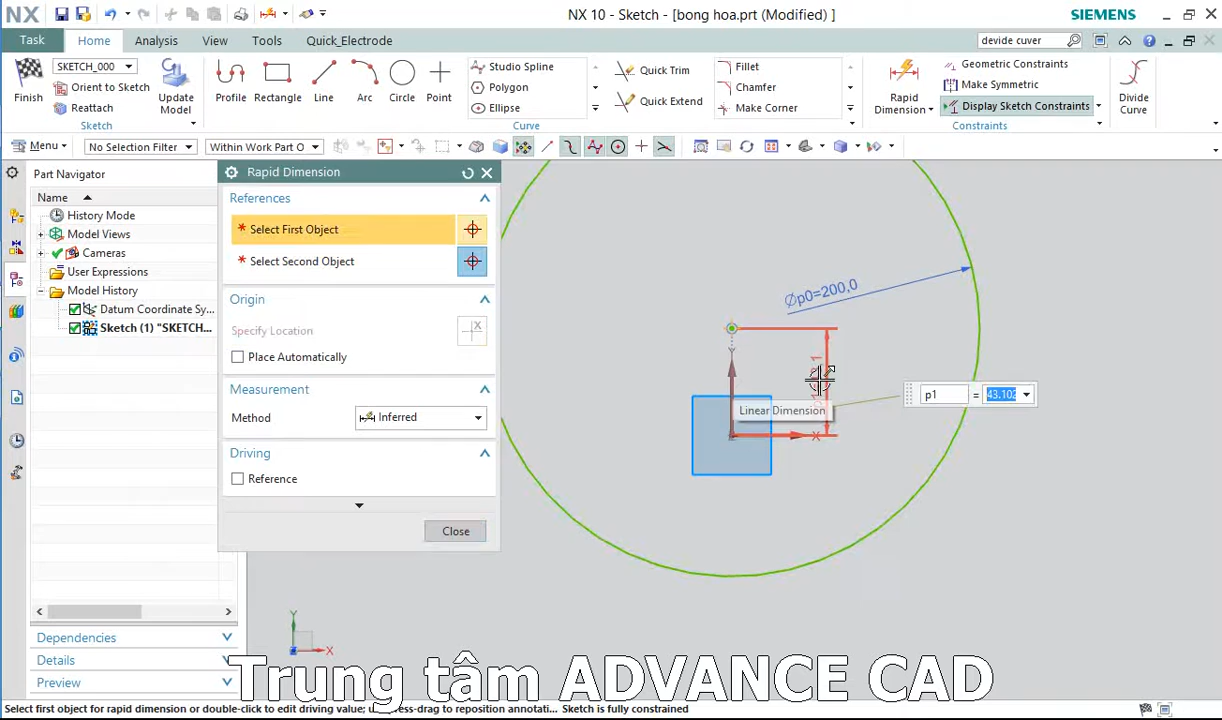 NX
NX 10 - Sketch - [bong hoa.prt (Modified) ]
SIEMENS
Task
Home
Analysis
View
Tools
Quick_Electrode
devide cuver
Finish
SKETCH_000
Orient to Sketch
Reattach
Update
Model
Profile
Rectangle
Line
Arc
Circle
Point
Studio Spline
Polygon
Ellipse
Quick Trim
Quick Extend
Fillet
Chamfer
Make Corner
Rapid
Dimension
Geometric Constraints
Make Symmetric
Display Sketch Constraints
Divide
Curve
Sketch
Curve
Constraints
Menu
No Selection Filter
Within Work Part O
Part Navigator
Name
History Mode
Model Views
Cameras
User Expressions
Model History
Datum Coordinate Sy...
Sketch (1) "SKETCH...
Dependencies
Details
Preview
Rapid Dimension
References
* Select First Object
* Select Second Object
Origin
Specify Location
Place Automatically
Measurement
Method
Inferred
Driving
Reference
Close
Øp0=200,0
p1
=
43.102
Linear Dimension
Y
X
Y
X
Trung tâm ADVANCE CAD
Select first object for rapid dimension or double-click to edit driving value;
Sketch is fully constrained